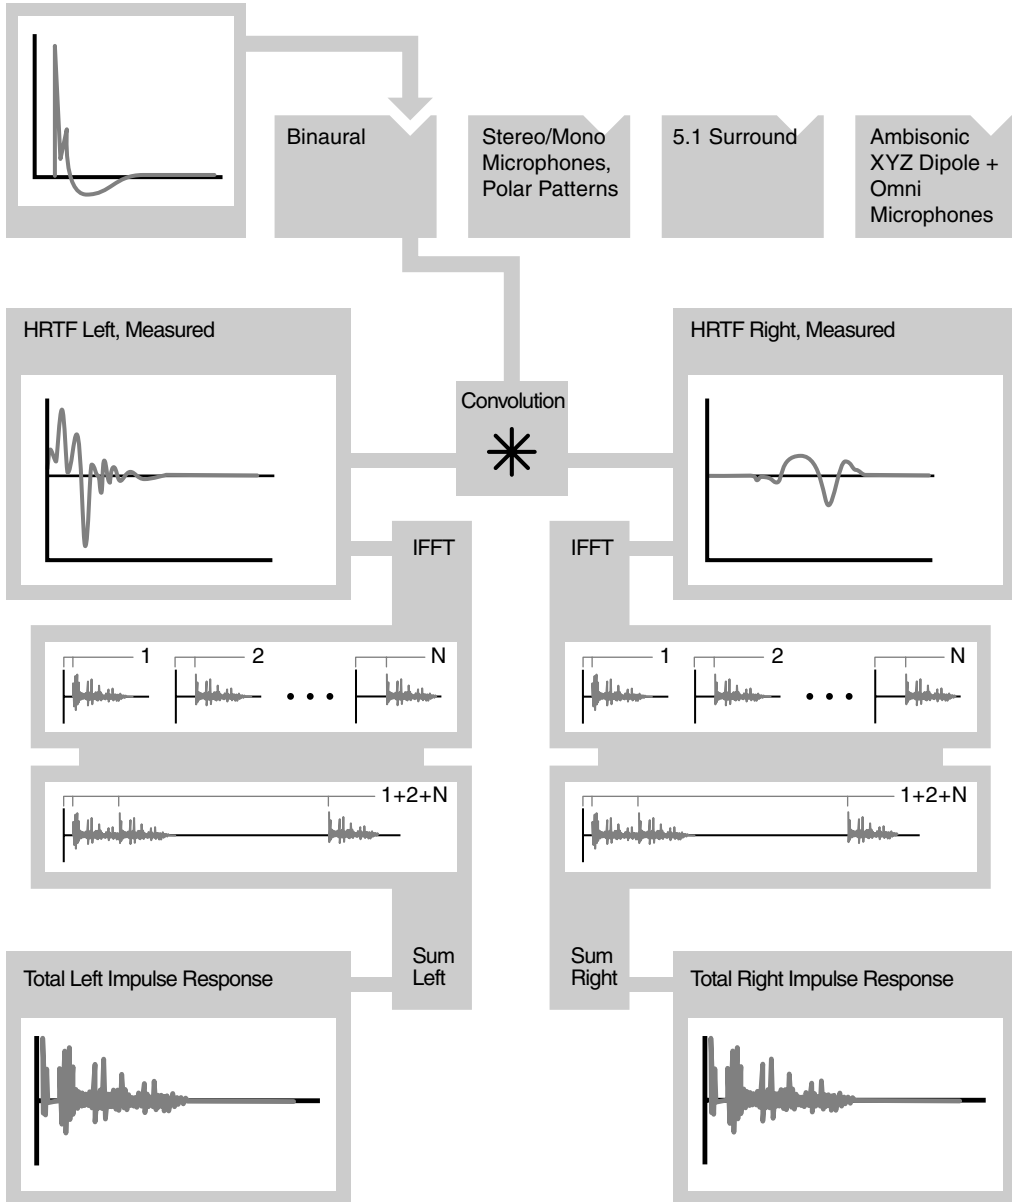 Binaural
Stereo/Mono
Microphones,
Polar Patterns
5.1 Surround
Ambisonic
XYZ Dipole +
Omni
Microphones
HRTF Left, Measured
HRTF Right, Measured
Convolution
IFFT
IFFT
1
2
N
1
2
N
1+2+N
1+2+N
Sum
Left
Sum
Right
Total Left Impulse Response
Total Right Impulse Response